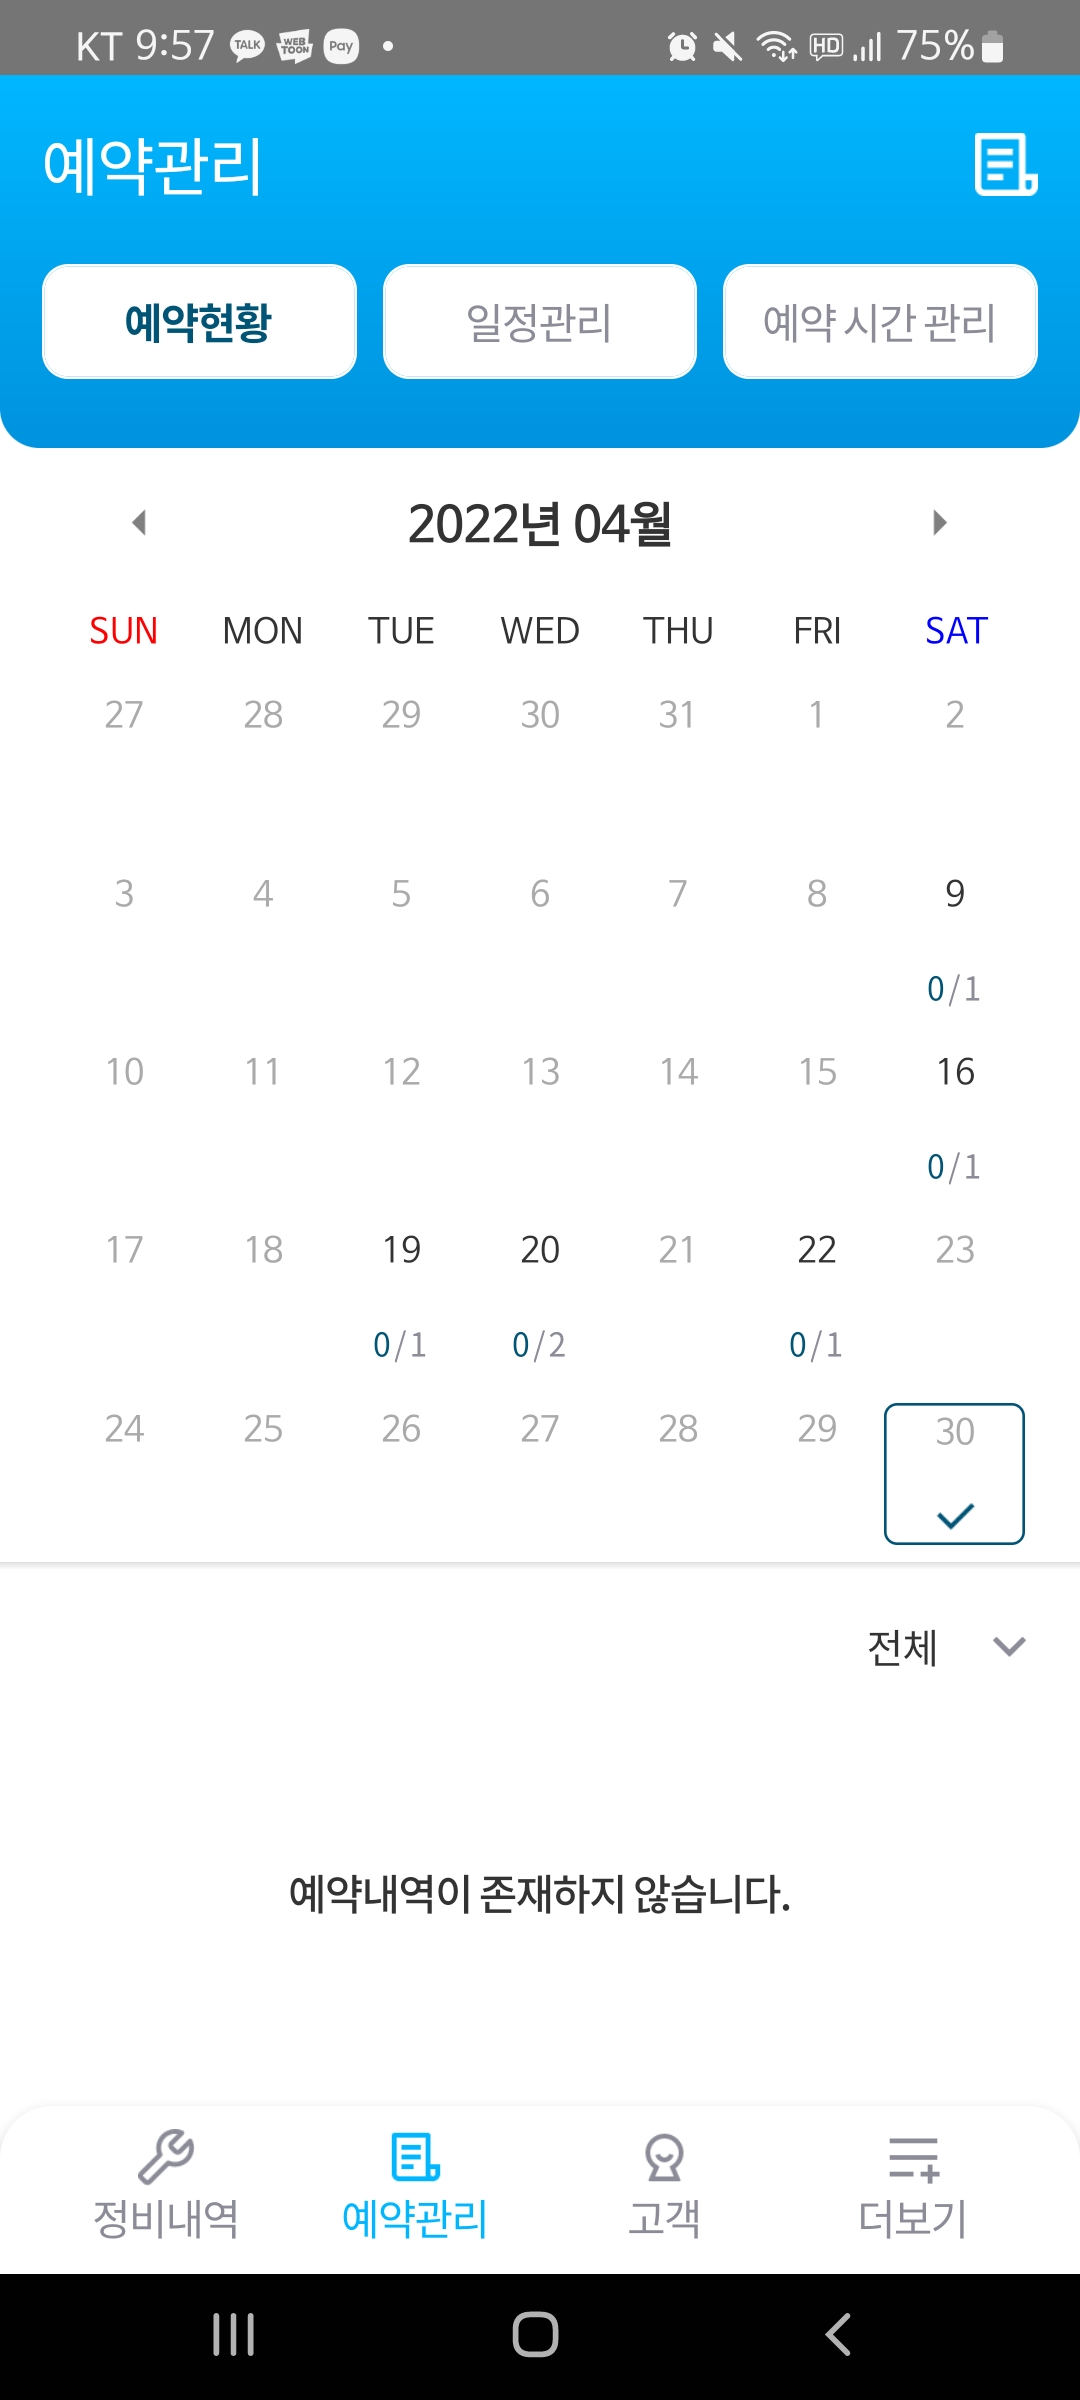 KT 9:57 TALK WEB TOON Pay HD 75%
예약관리
예약현황 일정관리 예약 시간 관리
2022년 04월
SUN MON TUE WED THU FRI SAT
27 28 29 30 31 1 2
3 4 5 6 7 8 9
0/1
10 11 12 13 14 15 16
0/1
17 18 19 20 21 22 23
0/1 0/2 0/1
24 25 26 27 28 29 30
전체
예약내역이 존재하지 않습니다.
정비내역 예약관리 고객 더보기